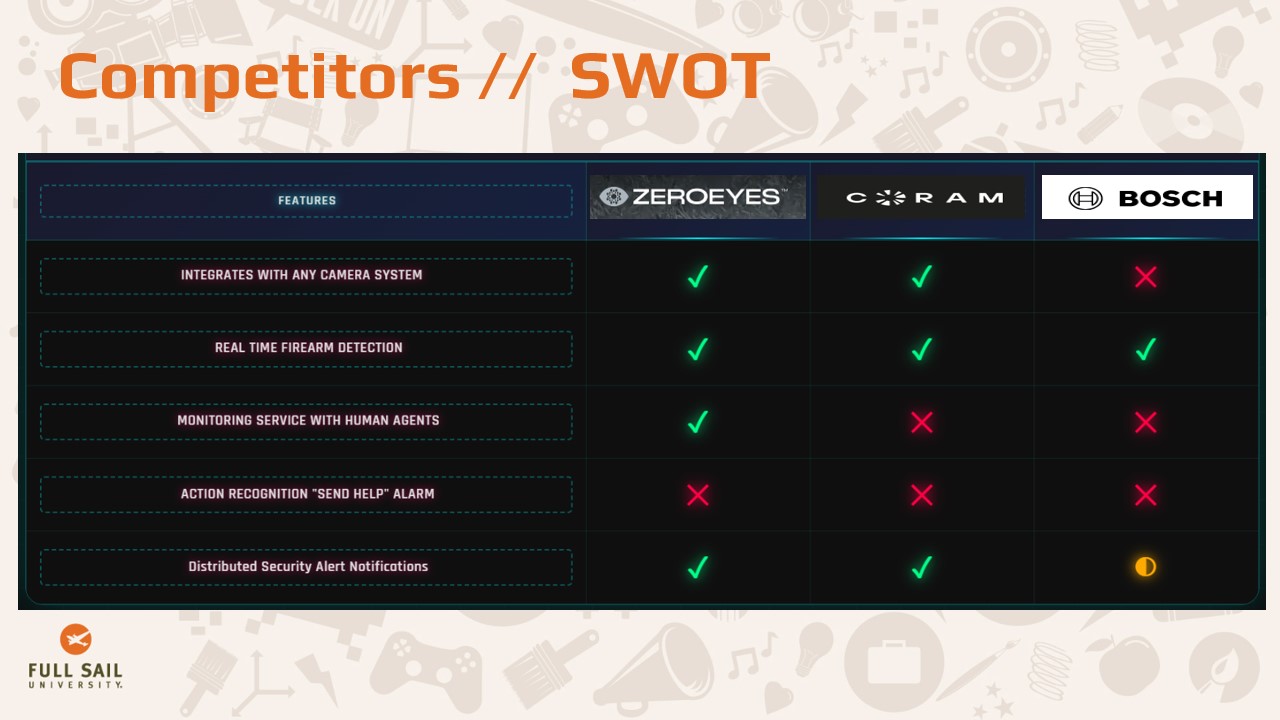 Competitors // SWOT
FEATURES
ZEROEYES™
CORAM
BOSCH
INTEGRATES WITH ANY CAMERA SYSTEM
REAL TIME FIREARM DETECTION
MONITORING SERVICE WITH HUMAN AGENTS
ACTION RECOGNITION "SEND HELP" ALARM
Distributed Security Alert Notifications
FULL SAIL
UNIVERSITY.